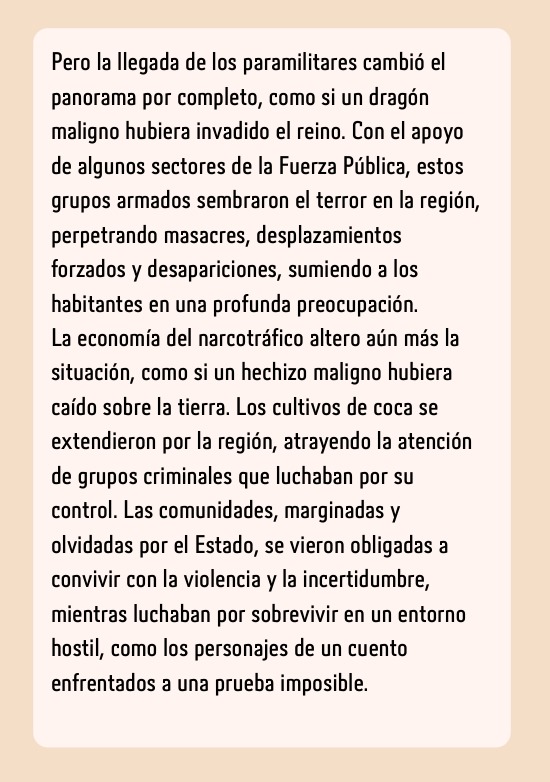 Pero la llegada de los paramilitares cambió el
panorama por completo, como si un dragón
maligno hubiera invadido el reino. Con el apoyo
de algunos sectores de la Fuerza Pública, estos
grupos armados sembraron el terror en la región,
perpetrando masacres, desplazamientos
forzados y desapariciones, sumiendo a los
habitantes en una profunda preocupación.
La economía del narcotráfico altero aún más la
situación, como si un hechizo maligno hubiera
caído sobre la tierra. Los cultivos de coca se
extendieron por la región, atrayendo la atención
de grupos criminales que luchaban por su
control. Las comunidades, marginadas y
olvidadas por el Estado, se vieron obligadas a
convivir con la violencia y la incertidumbre,
mientras luchaban por sobrevivir en un entorno
hostil, como los personajes de un cuento
enfrentados a una prueba imposible.